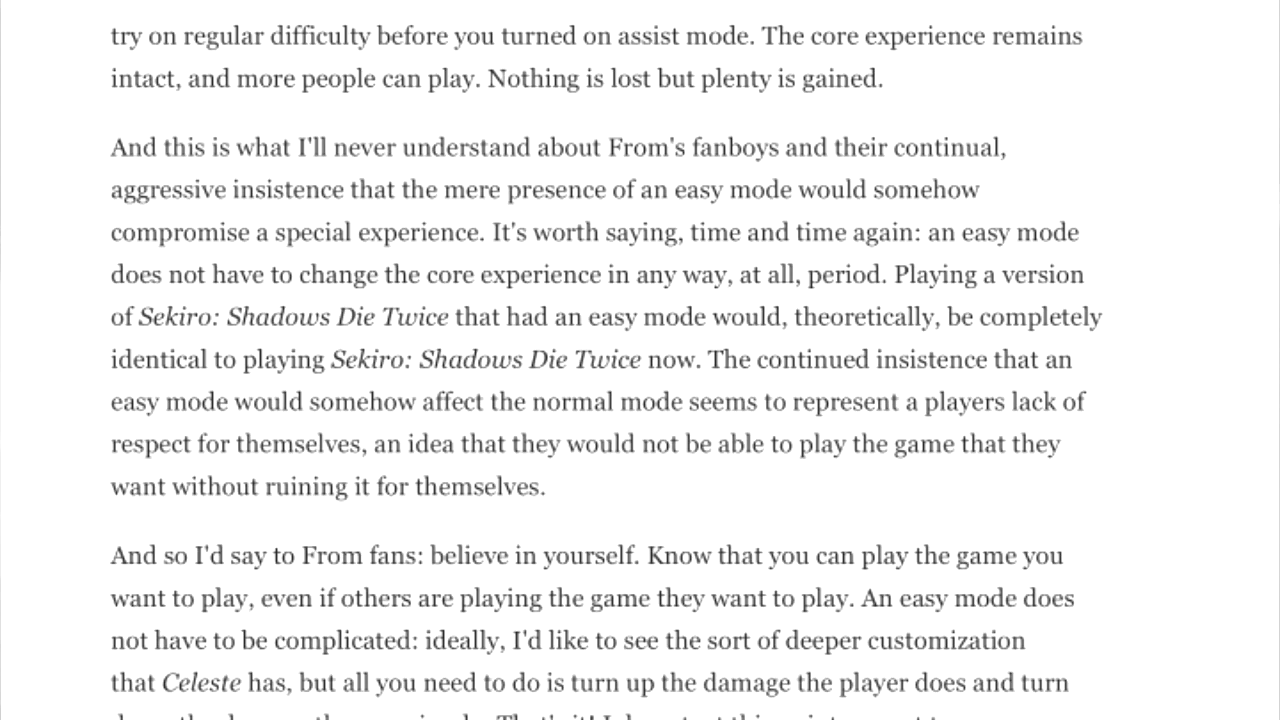 try on regular difficulty before you turned on assist mode. The core experience remains
intact, and more people can play. Nothing is lost but plenty is gained.
And this is what I'll never understand about From's fanboys and their continual,
aggressive insistence that the mere presence of an easy mode would somehow
compromise a special experience. It's worth saying, time and time again: an easy mode
does not have to change the core experience in any way, at all, period. Playing a version
of Sekiro: Shadows Die Twice that had an easy mode would, theoretically, be completely
identical to playing Sekiro: Shadows Die Twice now. The continued insistence that an
easy mode would somehow affect the normal mode seems to represent a players lack of
respect for themselves, an idea that they would not be able to play the game that they
want without ruining it for themselves.
And so I'd say to From fans: believe in yourself. Know that you can play the game you
want to play, even if others are playing the game they want to play. An easy mode does
not have to be complicated: ideally, I'd like to see the sort of deeper customization
that Celeste has, but all you need to do is turn up the damage the player does and turn